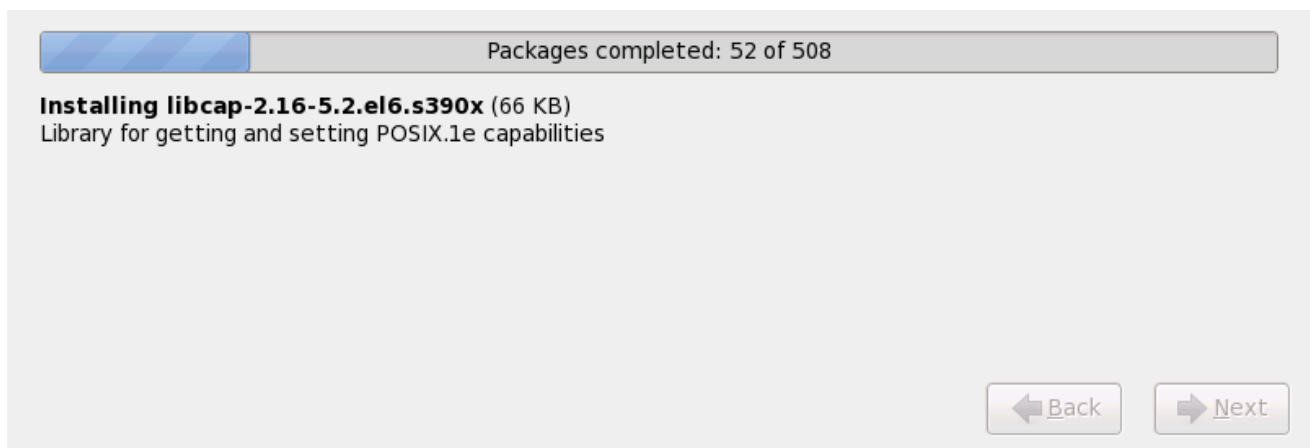 Packages completed: 52 of 508
Installing libcap-2.16-5.2.el6.s390x (66 KB)
Library for getting and setting POSIX.1e capabilities
Back
Next